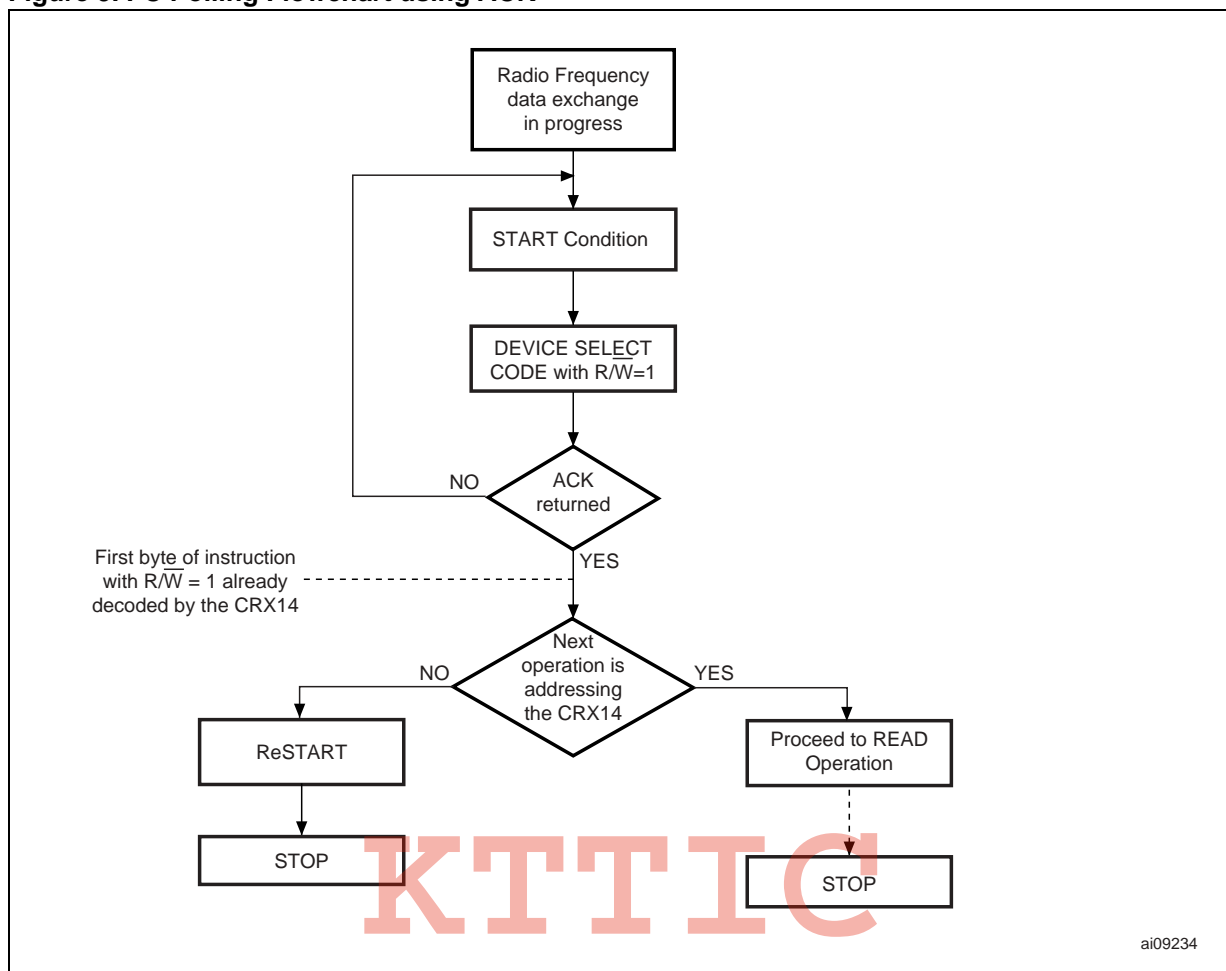 Radio Frequency
data exchange
in progress
START Condition
DEVICE SELECT
CODE with R/W̅=1
ACK
returned
NO
YES
First byte of instruction
with R/W̅ = 1 already
decoded by the CRX14
Next
operation is
addressing
the CRX14
NO
YES
ReSTART
Proceed to READ
Operation
STOP
STOP
KTTIC
ai09234